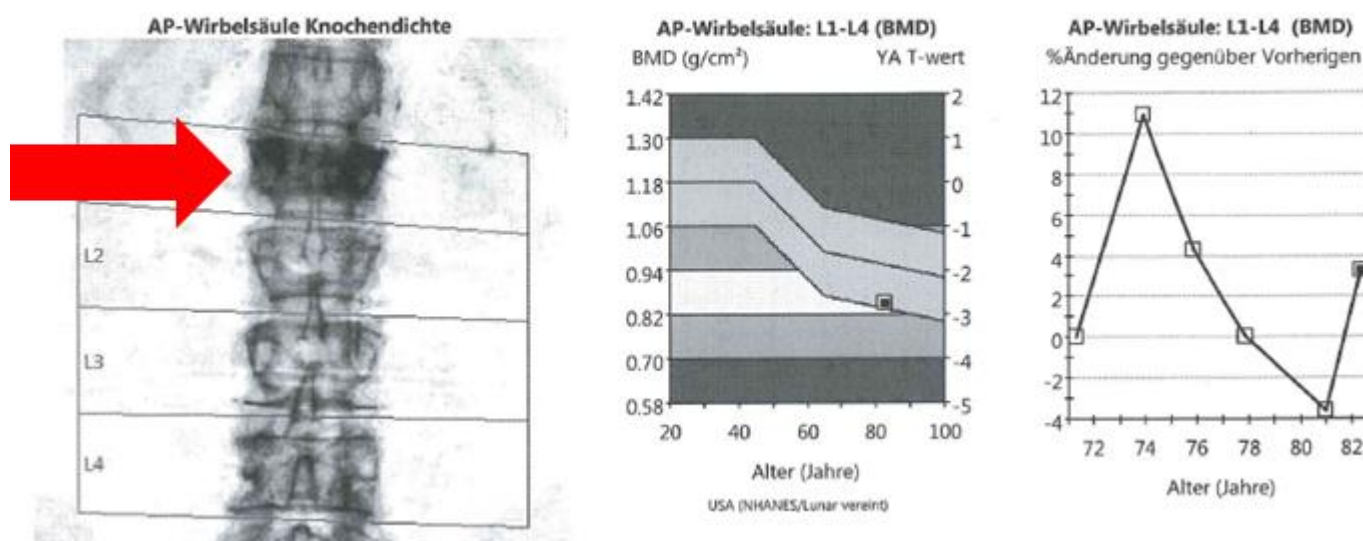 AP-Wirbelsäule Knochendichte
L2
L3
L4
AP-Wirbelsäule: L1-L4 (BMD)
BMD (g/cm²) YA T-wert
1.42 2
1.30 1
1.18 0
1.06 -1
0.94 -2
0.82 -3
0.70 -4
0.58 -5
20 40 60 80 100
Alter (Jahre)
USA (NHANES/Lunar vereint)
AP-Wirbelsäule: L1-L4 (BMD)
%Änderung gegenüber Vorherigen
12
10
8
6
4
2
0
-2
-4
72 74 76 78 80 82
Alter (Jahre)